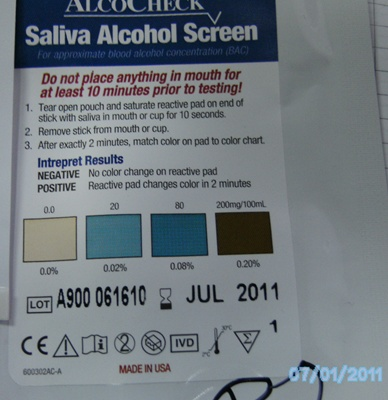 ALCOCHECK
Saliva Alcohol Screen
For approximate blood alcohol concentration (BAC)
Do not place anything in mouth for
at least 10 minutes prior to testing!
1. Tear open pouch and saturate reactive pad on end of
stick with saliva in mouth or cup for 10 seconds.
2. Remove stick from mouth or cup.
3. After exactly 2 minutes, match color on pad to color chart.
Intrepret Results
NEGATIVE No color change on reactive pad
POSITIVE Reactive pad changes color in 2 minutes
0.0 20 80 200mg/100mL
0.0% 0.02% 0.08% 0.20%
LOT A900 061610 JUL 2011
CE 2 IVD Σ 1
600302AC-A MADE IN USA
07/01/2011